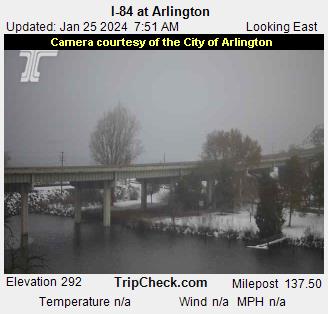 I-84 at Arlington
Updated: Jan 25 2024 7:51 AM Looking East
Camera courtesy of the City of Arlington
Elevation 292 TripCheck.com Milepost 137.50
Temperature n/a Wind n/a MPH n/a